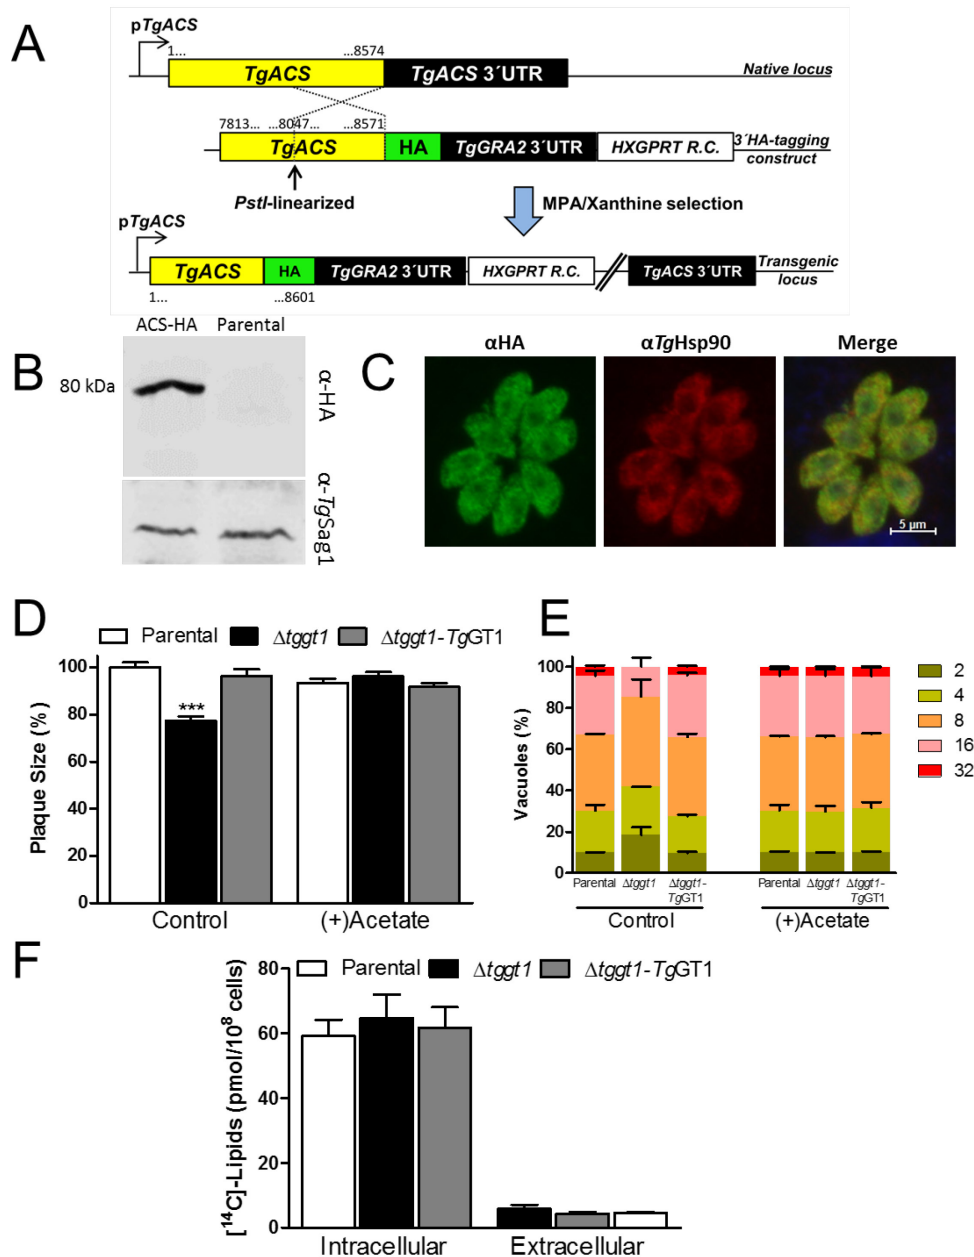 A
pTgACS
1... ...8574
TgACS TgACS 3´UTR Native locus
7813... ...8047... ...8571
TgACS HA TgGRA2 3´UTR HXGPRT R.C. 3´HA-tagging construct
PstI-linearized MPA/Xanthine selection
pTgACS
TgACS HA TgGRA2 3´UTR HXGPRT R.C. TgACS 3´UTR Transgenic locus
1... ...8601
B
ACS-HA Parental
80 kDa
α-HA
α-TgSag1
C
αHA αTgHsp90 Merge
5 µm
D
Parental Δtggt1 Δtggt1-TgGT1
Plaque Size (%)
100
80
60
40
20
0
***
Control (+)Acetate
E
Vacuoles (%)
100
80
60
40
20
0
2
4
8
16
32
Parental Δtggt1 Δtggt1-TgGT1 Parental Δtggt1 Δtggt1-TgGT1
Control (+)Acetate
F
Parental Δtggt1 Δtggt1-TgGT1
[¹⁴C]-Lipids (pmol/10⁸ cells)
80
60
40
20
0
Intracellular Extracellular